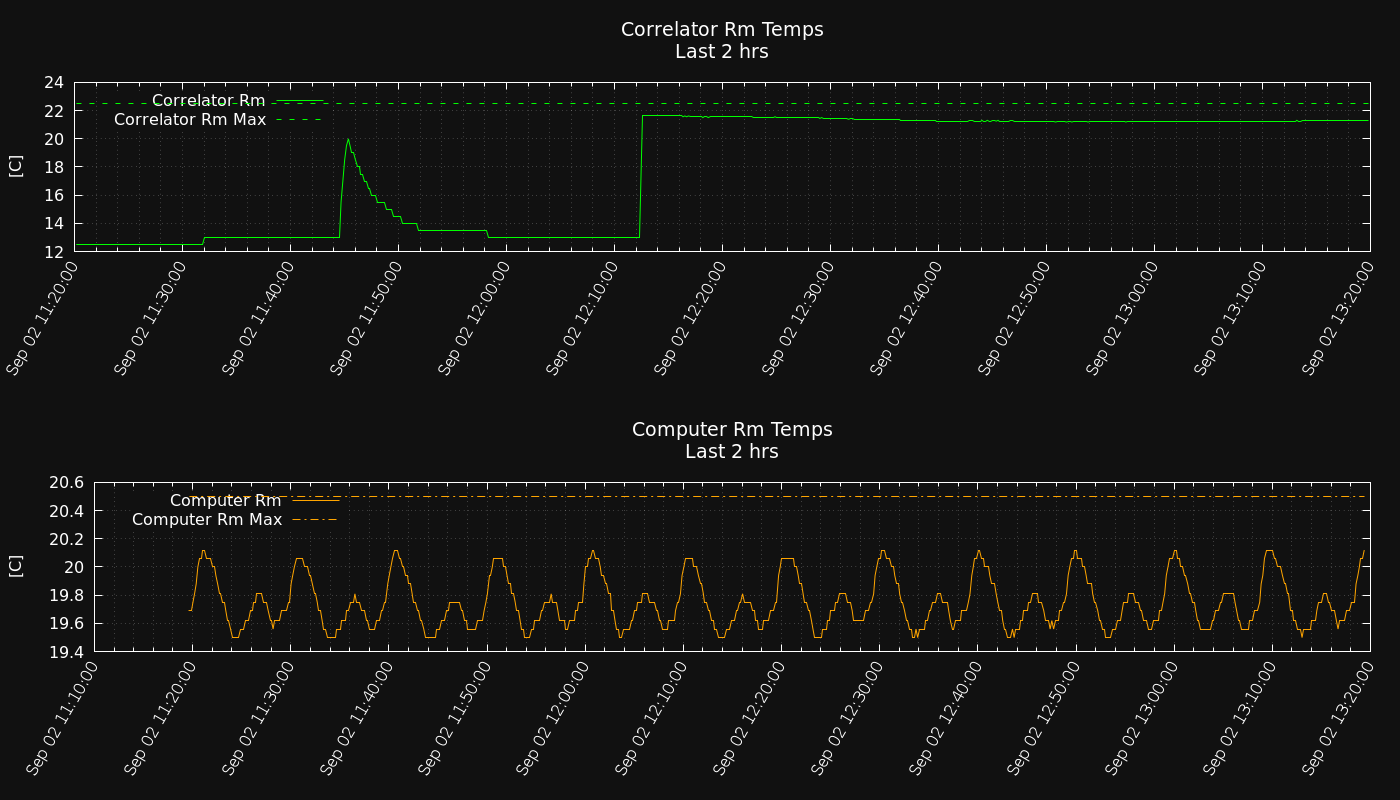 Correlator Rm Temps
Last 2 hrs
24
22
20
18
16
14
12
[C]
Correlator Rm
Correlator Rm Max
Sep 02 11:20:00
Sep 02 11:30:00
Sep 02 11:40:00
Sep 02 11:50:00
Sep 02 12:00:00
Sep 02 12:10:00
Sep 02 12:20:00
Sep 02 12:30:00
Sep 02 12:40:00
Sep 02 12:50:00
Sep 02 13:00:00
Sep 02 13:10:00
Sep 02 13:20:00
Computer Rm Temps
Last 2 hrs
20.6
20.4
20.2
20
19.8
19.6
19.4
[C]
Computer Rm
Computer Rm Max
Sep 02 11:10:00
Sep 02 11:20:00
Sep 02 11:30:00
Sep 02 11:40:00
Sep 02 11:50:00
Sep 02 12:00:00
Sep 02 12:10:00
Sep 02 12:20:00
Sep 02 12:30:00
Sep 02 12:40:00
Sep 02 12:50:00
Sep 02 13:00:00
Sep 02 13:10:00
Sep 02 13:20:00